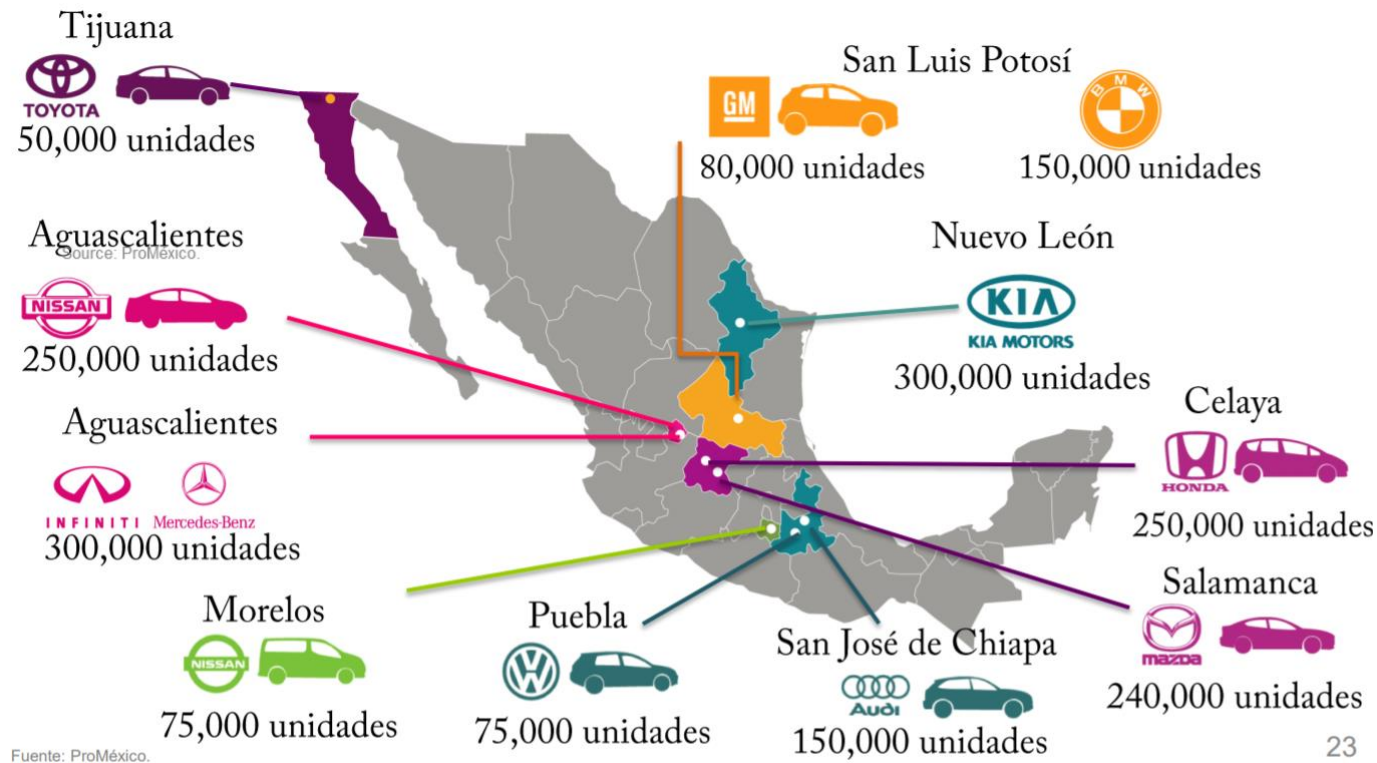 Tijuana
TOYOTA
50,000 unidades
San Luis Potosí
GM
80,000 unidades
BMW
150,000 unidades
Aguascalientes
Source: ProMéxico.
NISSAN
250,000 unidades
Nuevo León
KIA
KIA MOTORS
300,000 unidades
Aguascalientes
INFINITI Mercedes-Benz
300,000 unidades
Celaya
HONDA
250,000 unidades
Morelos
NISSAN
75,000 unidades
Puebla
VW
75,000 unidades
San José de Chiapa
Audi
150,000 unidades
Salamanca
mazda
240,000 unidades
Fuente: ProMéxico.
23